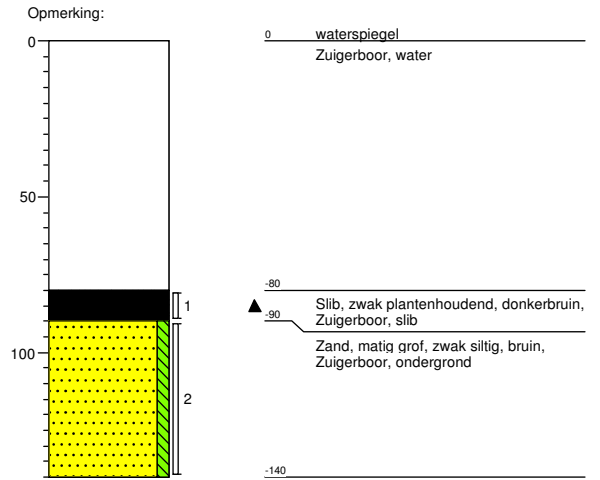 Opmerking:
0
0
waterspiegel
Zuigerboor, water
50
-80
1
Slib, zwak plantenhoudend, donkerbruin,
-90
Zuigerboor, slib
100
Zand, matig grof, zwak siltig, bruin,
Zuigerboor, ondergrond
2
-140